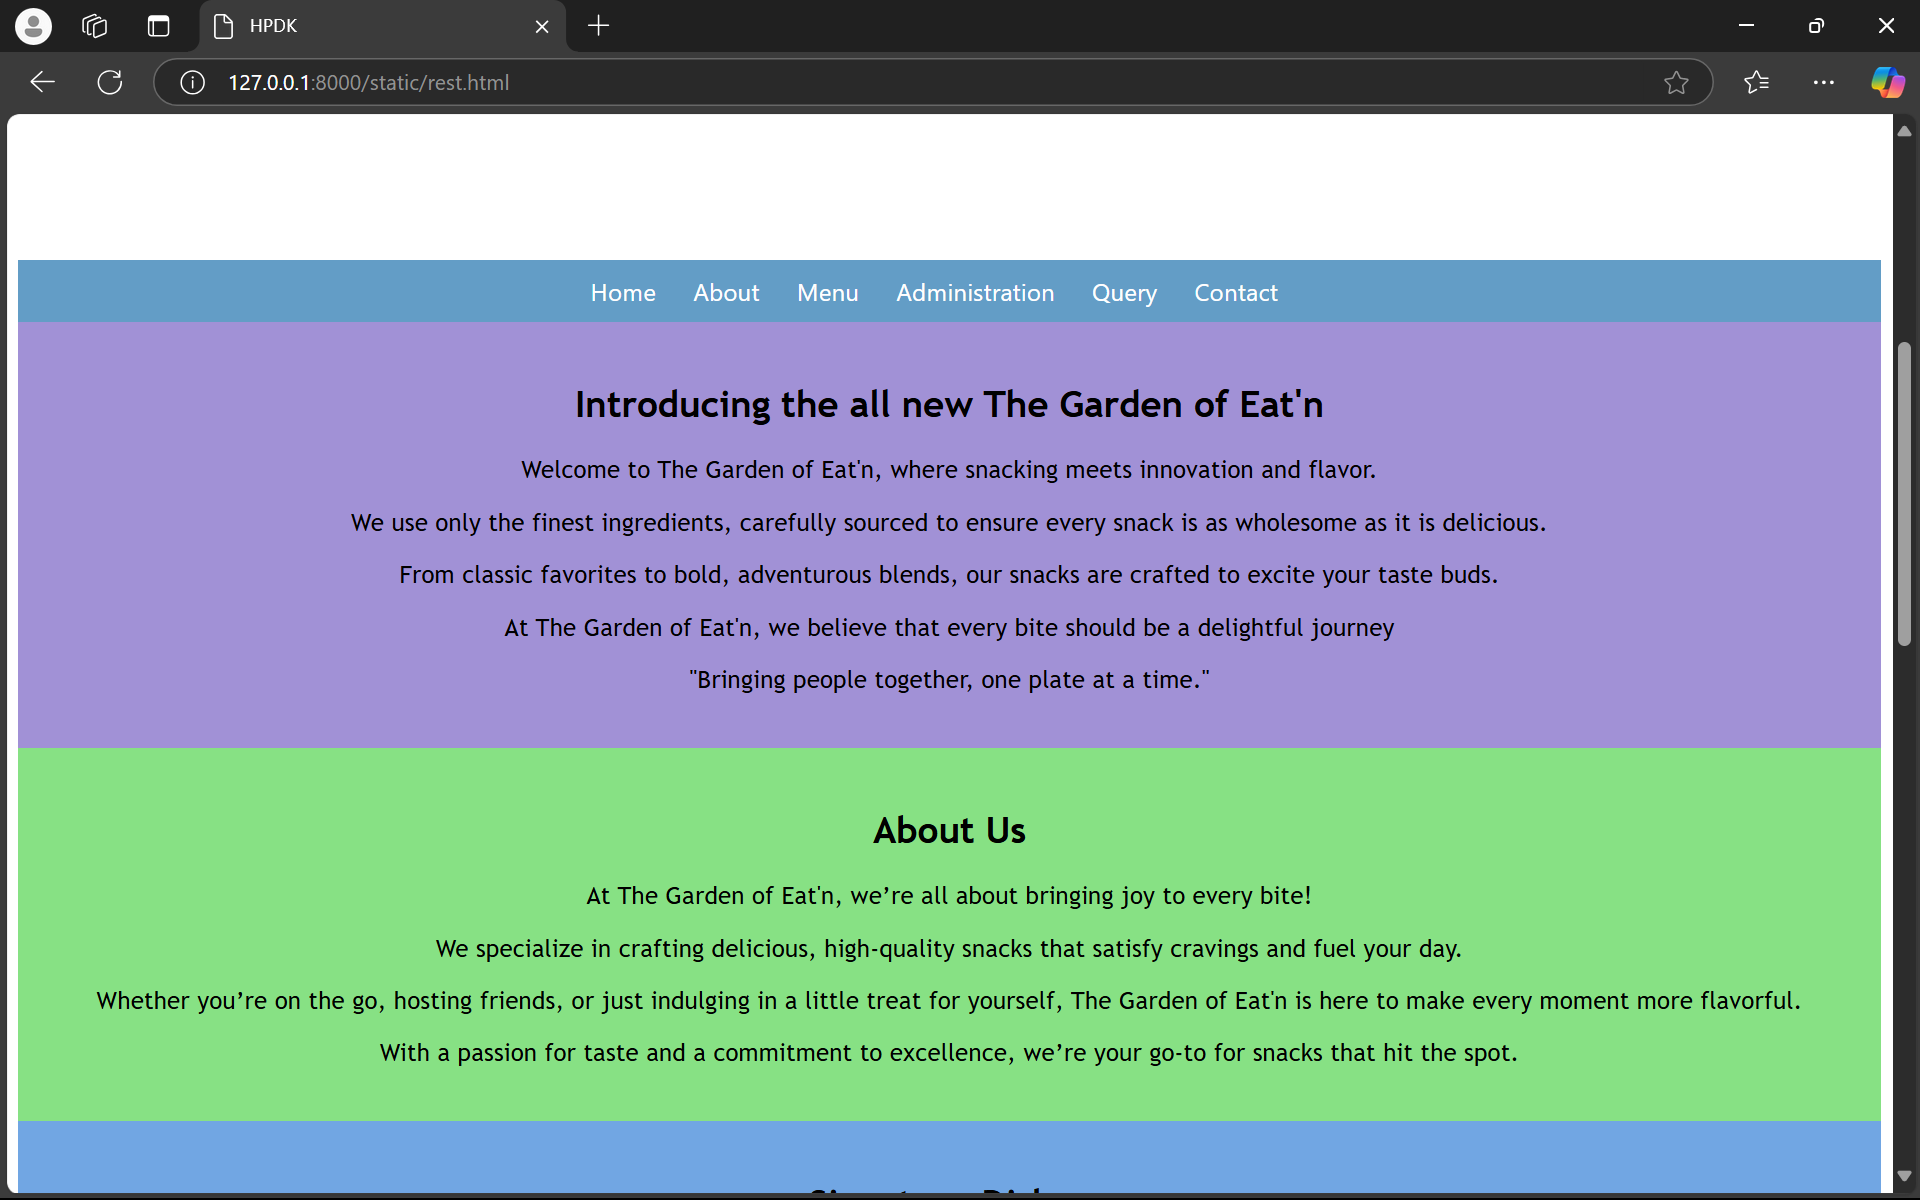 HPDK
127.0.0.1:8000/static/rest.html
Home About Menu Administration Query Contact
Introducing the all new The Garden of Eat'n
Welcome to The Garden of Eat'n, where snacking meets innovation and flavor.
We use only the finest ingredients, carefully sourced to ensure every snack is as wholesome as it is delicious.
From classic favorites to bold, adventurous blends, our snacks are crafted to excite your taste buds.
At The Garden of Eat'n, we believe that every bite should be a delightful journey
"Bringing people together, one plate at a time."
About Us
At The Garden of Eat'n, we’re all about bringing joy to every bite!
We specialize in crafting delicious, high-quality snacks that satisfy cravings and fuel your day.
Whether you’re on the go, hosting friends, or just indulging in a little treat for yourself, The Garden of Eat'n is here to make every moment more flavorful.
With a passion for taste and a commitment to excellence, we’re your go-to for snacks that hit the spot.